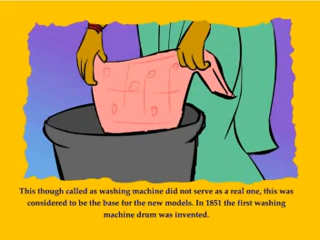 This though called as washing machine did not serve as a real one, this was
considered to be the base for the new models. In 1851 the first washing
machine drum was invented.